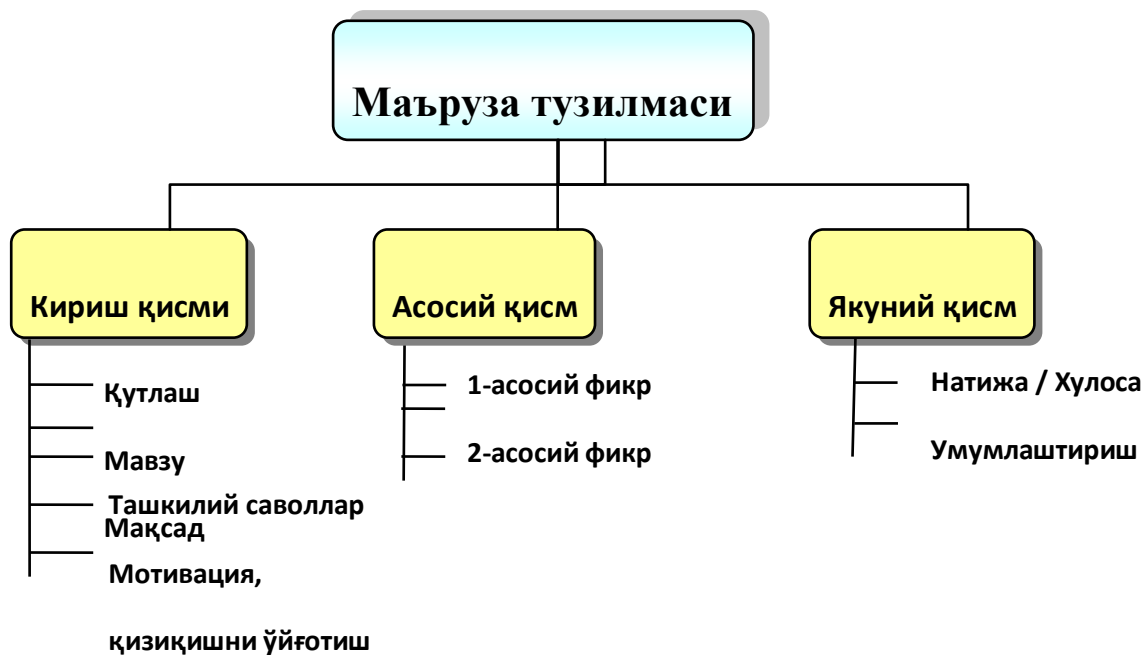 Маъруза тузилмаси
Кириш қисми
Қутлаш
Мавзу
Ташкилий саволлар
Мақсад
Мотивация,
қизиқишни ўйғотиш
Асосий қисм
1-асосий фикр
2-асосий фикр
Якуний қисм
Натижа / Хулоса
Умумлаштириш